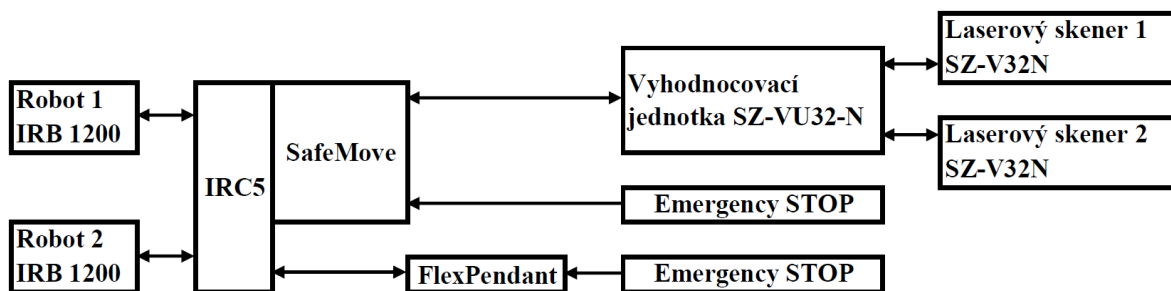 Robot 1
IRB 1200
Robot 2
IRB 1200
IRC5
SafeMove
FlexPendant
Vyhodnocovací
jednotka SZ-VU32-N
Emergency STOP
Emergency STOP
Laserový skener 1
SZ-V32N
Laserový skener 2
SZ-V32N